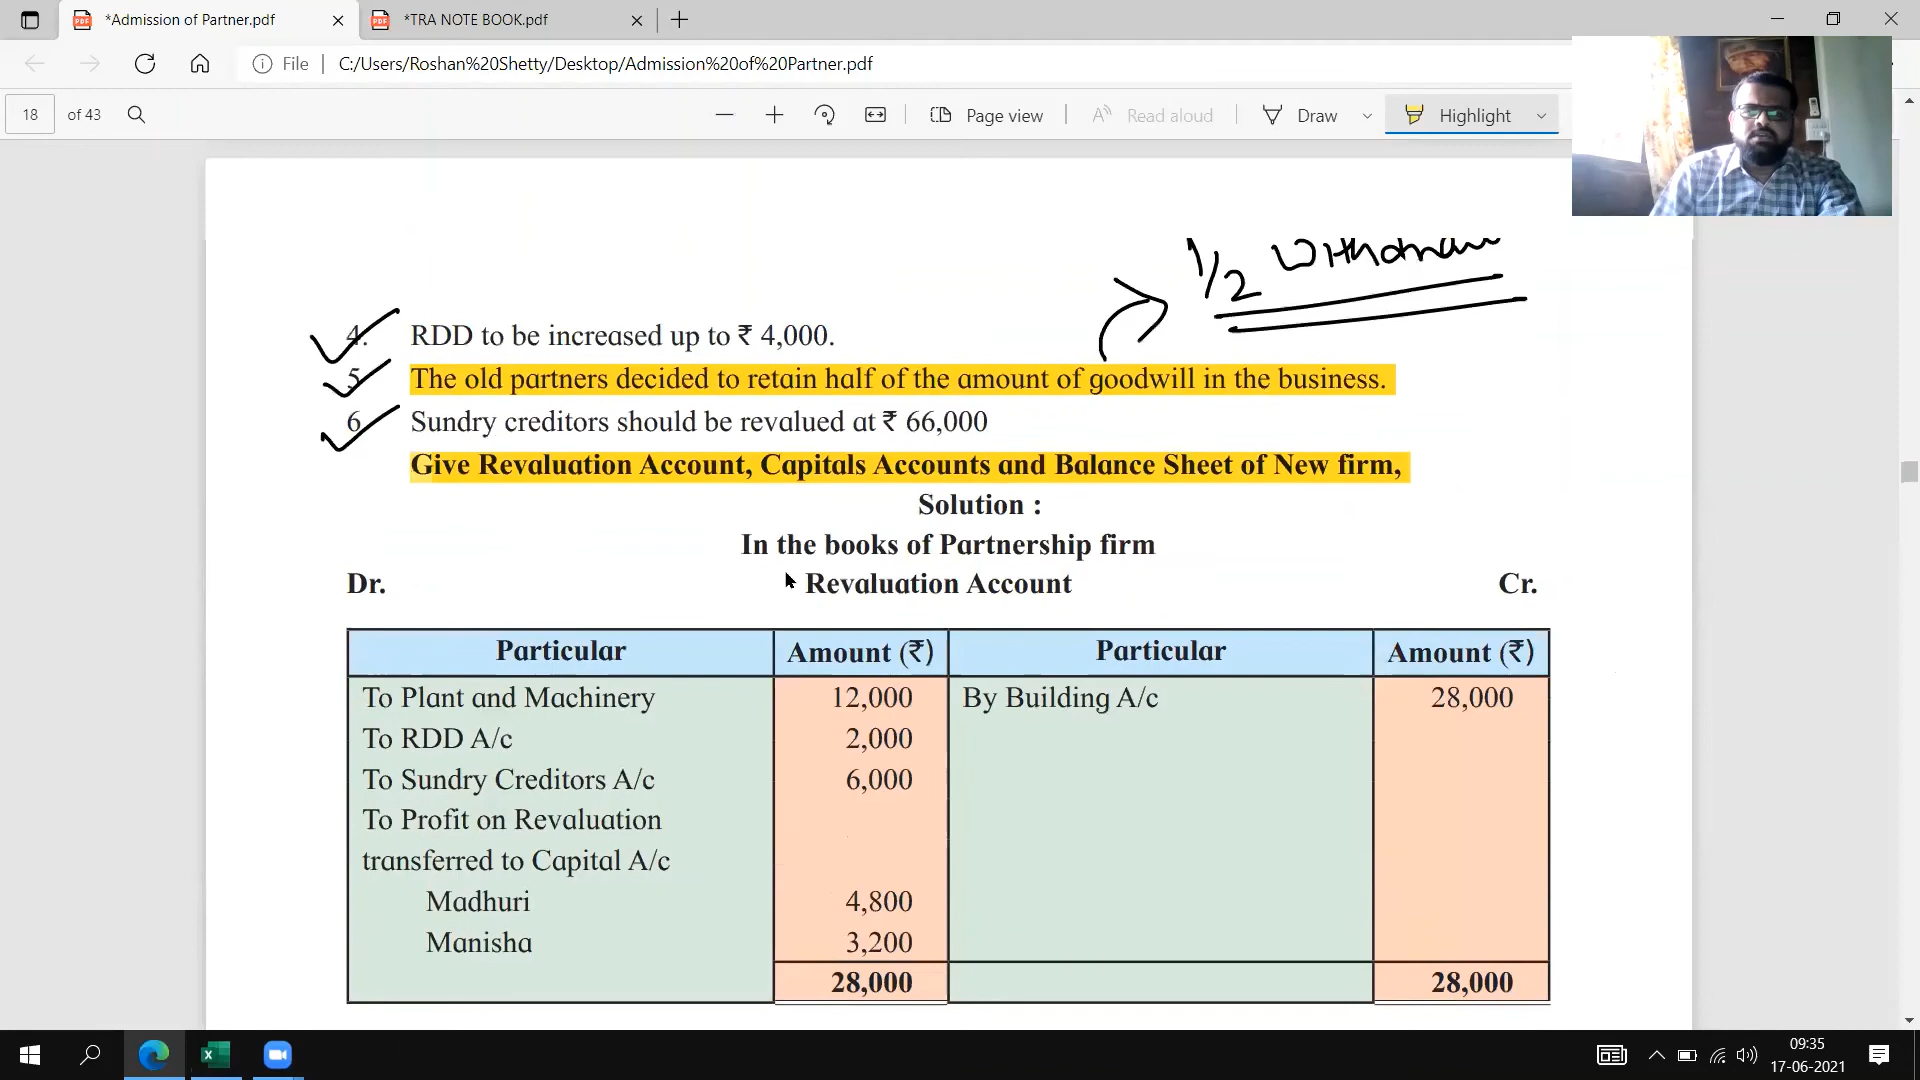 *Admission of Partner.pdf
*TRA NOTE BOOK.pdf
File | C:/Users/Roshan%20Shetty/Desktop/Admission%20of%20Partner.pdf
18 of 43
Page view
Read aloud
Draw
Highlight
1/2 Withdraw
4. RDD to be increased up to ₹ 4,000.
5 The old partners decided to retain half of the amount of goodwill in the business.
6 Sundry creditors should be revalued at ₹ 66,000
Give Revaluation Account, Capitals Accounts and Balance Sheet of New firm,
Solution :
In the books of Partnership firm
Dr. Revaluation Account Cr.
Particular Amount (₹) Particular Amount (₹)
To Plant and Machinery 12,000 By Building A/c 28,000
To RDD A/c 2,000
To Sundry Creditors A/c 6,000
To Profit on Revaluation
transferred to Capital A/c
Madhuri 4,800
Manisha 3,200
28,000 28,000
09:35
17-06-2021